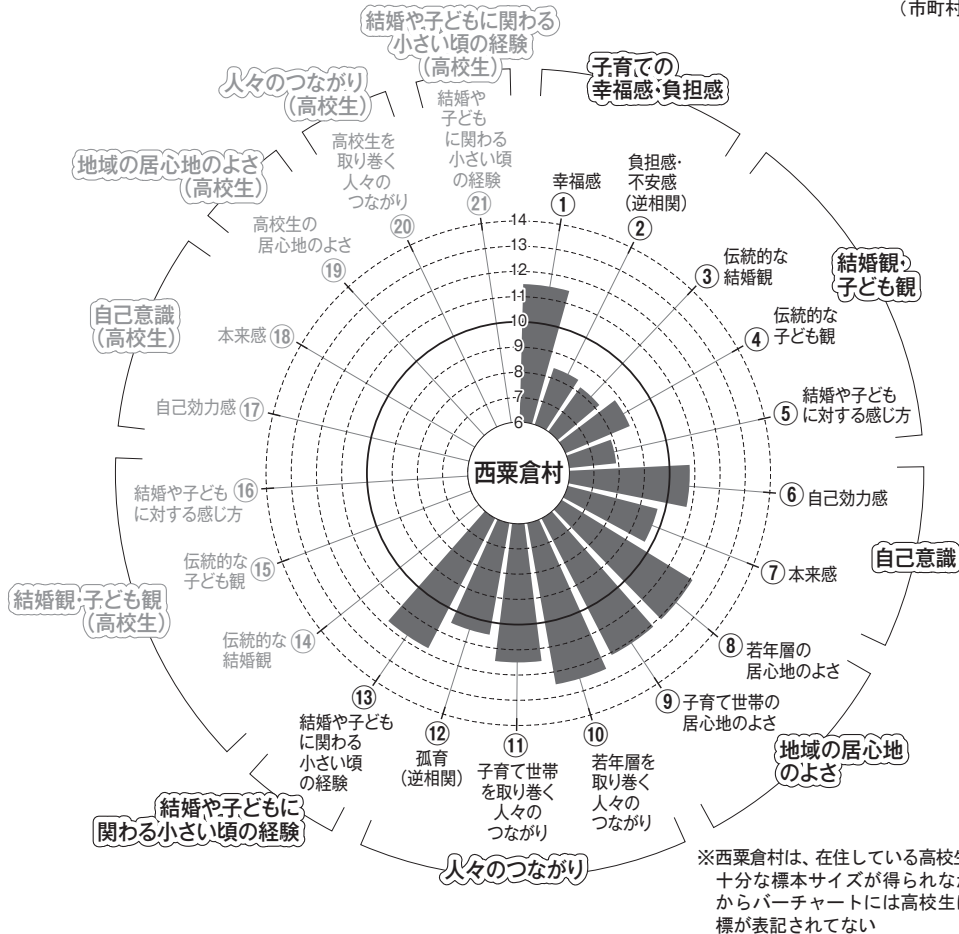 （市町村
結婚や子どもに関わる
小さい頃の経験
（高校生）
子育ての
幸福感・負担感
人々のつながり
（高校生）
結婚や
子ども
に関わる
小さい頃
の経験
㉑
高校生を
取り巻く
人々の
つながり
⑳
地域の居心地のよさ
（高校生）
高校生の
居心地のよさ
⑲
幸福感
①
負担感・
不安感
（逆相関）
②
③ 伝統的な
結婚観
結婚観・
子ども観
伝統的な
④ 子ども観
自己意識
（高校生）
本来感 ⑱
自己効力感 ⑰
結婚や子ども
⑤ に対する感じ方
14
13
12
11
10
9
8
7
6
西粟倉村
結婚や子ども ⑯
に対する感じ方
伝統的な
子ども観 ⑮
結婚観・子ども観
（高校生）
伝統的な ⑭
結婚観
⑥ 自己効力感
自己意識
⑦ 本来感
⑧ 若年層の
居心地のよさ
⑨ 子育て世帯の
居心地のよさ
地域の居心地
のよさ
⑬
結婚や子ども
に関わる
小さい頃
の経験
⑫
孤育
（逆相関）
⑪
子育て世帯
を取り巻く
人々の
つながり
⑩
若年層を
取り巻く
人々の
つながり
結婚や子どもに
関わる小さい頃の経験
人々のつながり
※西粟倉村は、在住している高校生
十分な標本サイズが得られなか
からバーチャートには高校生に
標が表記されてない